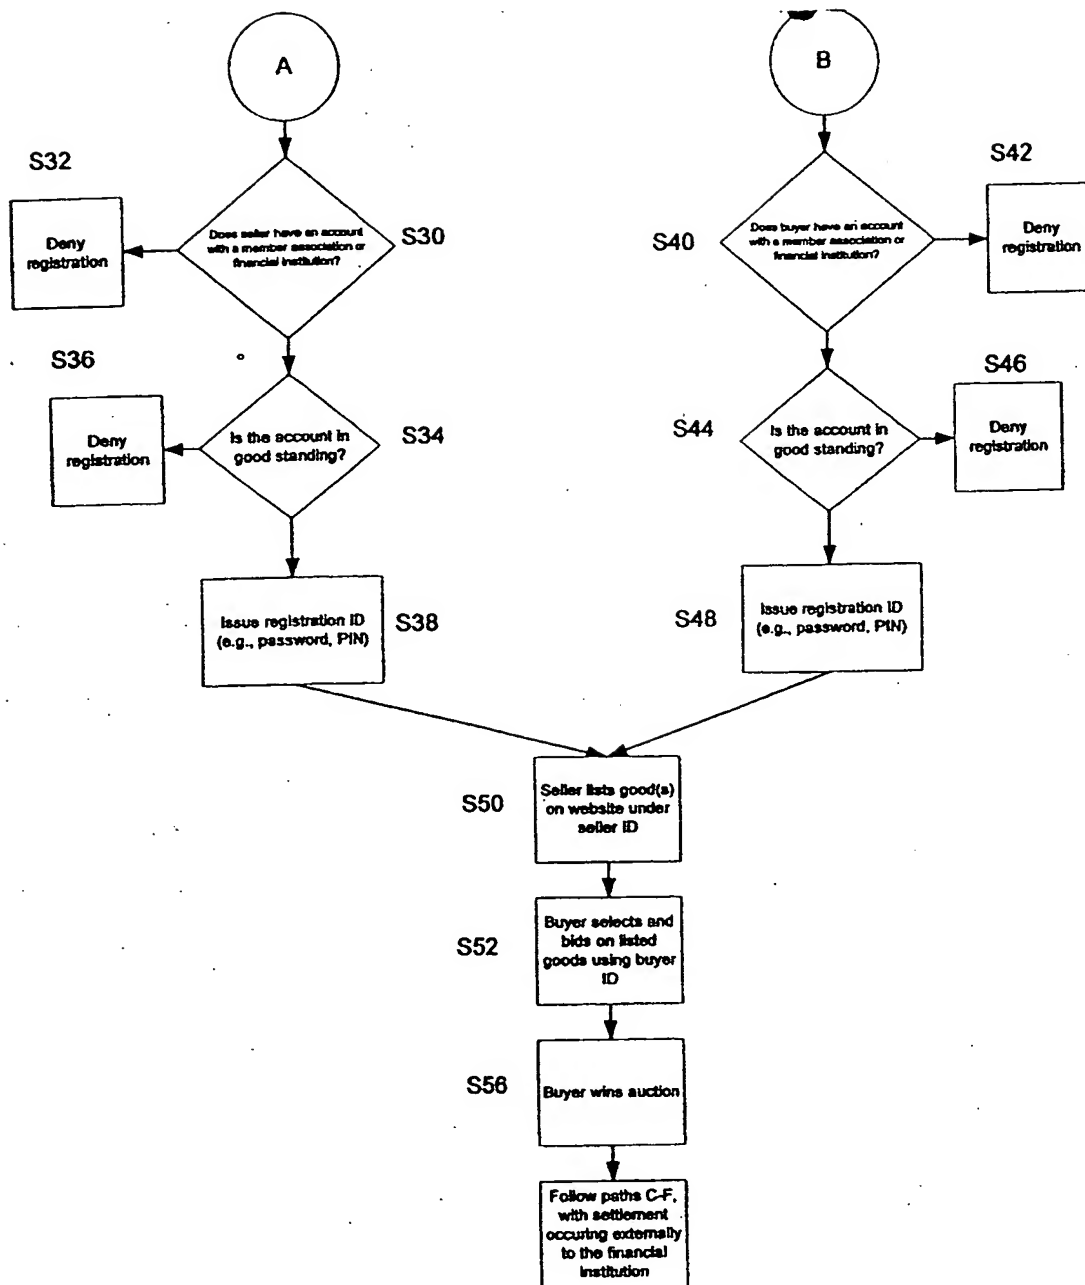 A
B
S32
S42
Does seller have an account
with a member association or
financial institution?
S30
Deny
registration
S40
Does buyer have an account
with a member association or
financial institution?
Deny
registration
S36
S46
Deny
registration
Is the account in
good standing?
S34
S44
Is the account in
good standing?
Deny
registration
Issue registration ID
(e.g., password, PIN)
S38
S48
Issue registration ID
(e.g., password, PIN)
S50
Seller lists good(s)
on website under
seller ID
S52
Buyer selects and
bids on listed
goods using buyer
ID
S56
Buyer wins auction
Follow paths C-F,
with settlement
occuring externally
to the financial
institution